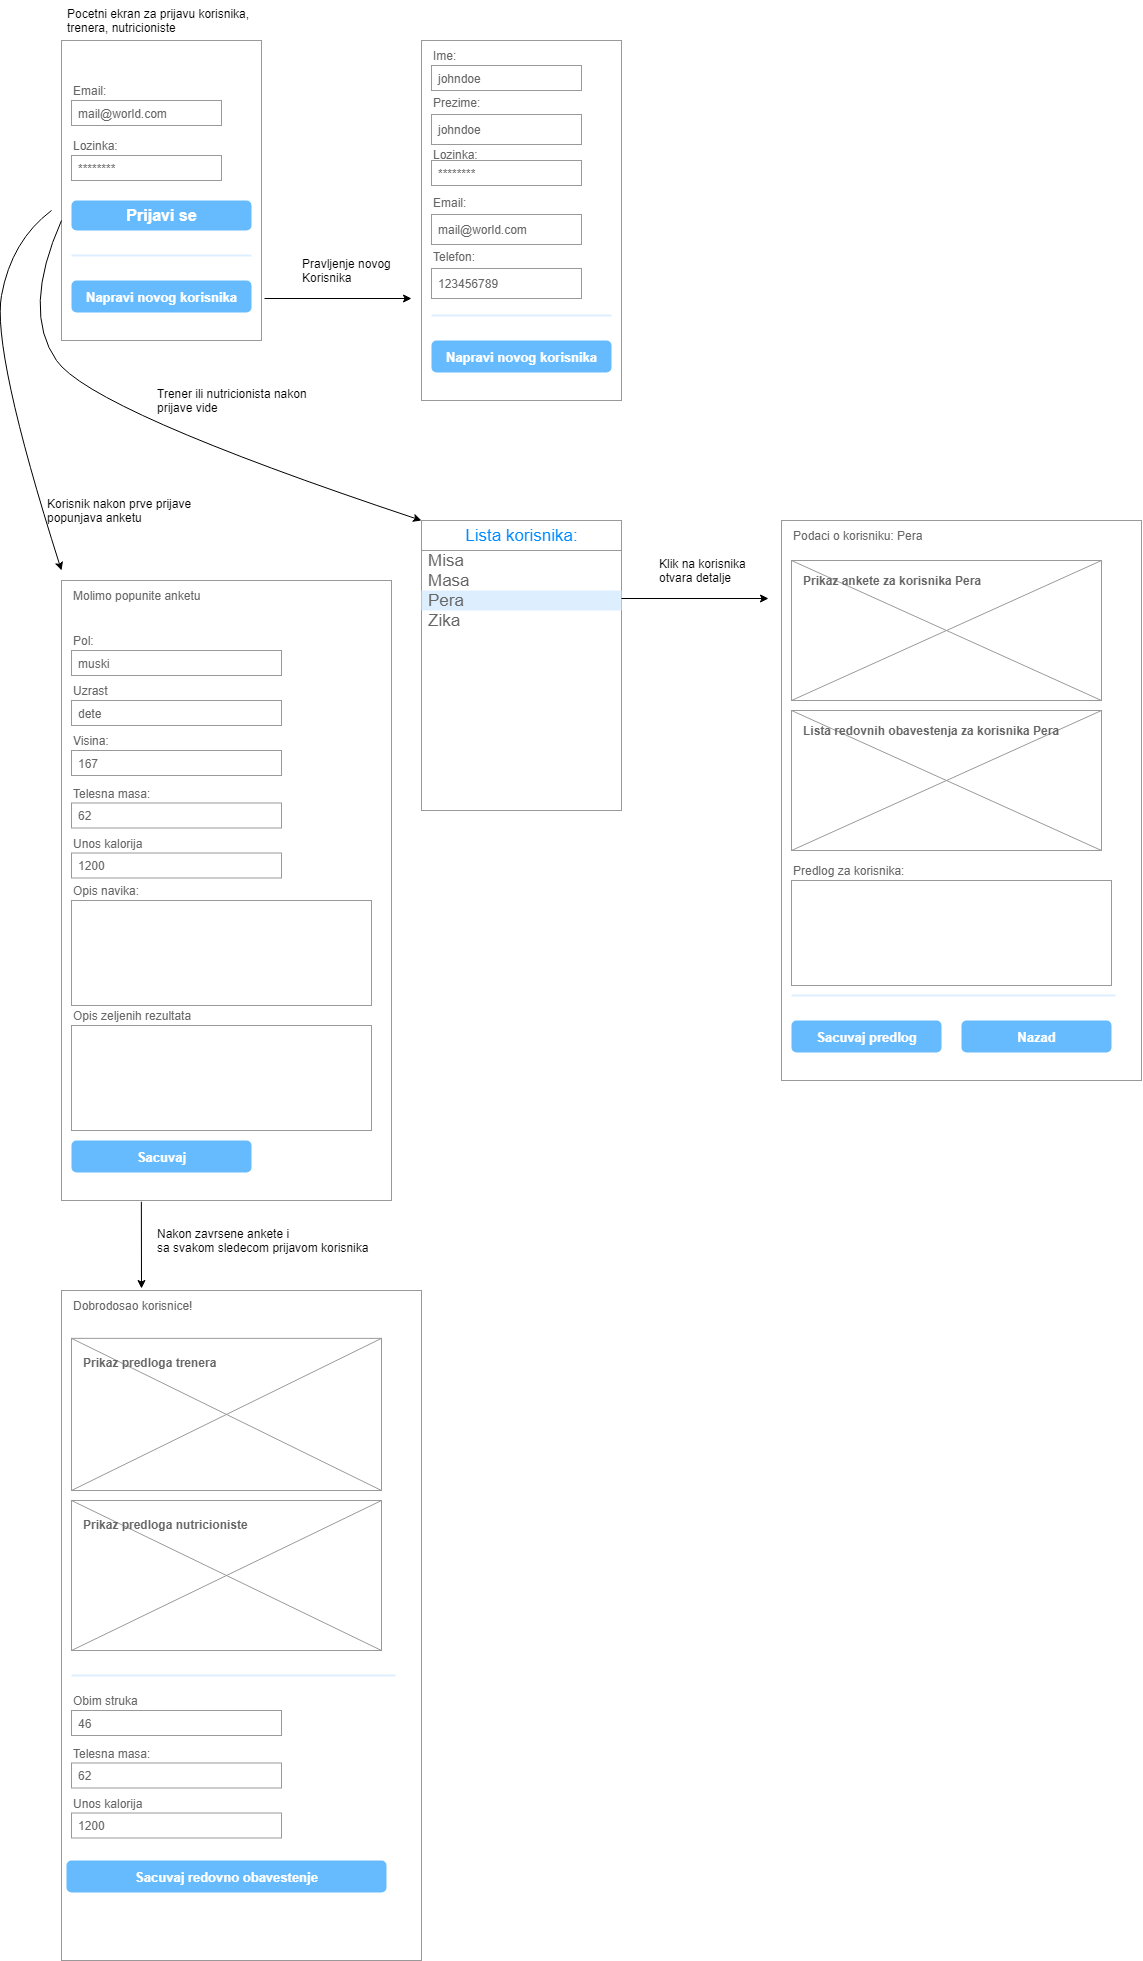 Pocetni ekran za prijavu korisnika,
trenera, nutricioniste
Email:
mail@world.com
Lozinka:
********
Prijavi se
Napravi novog korisnika
Pravljenje novog
Korisnika
Ime:
johndoe
Prezime:
johndoe
Lozinka:
********
Email:
mail@world.com
Telefon:
123456789
Napravi novog korisnika
Trener ili nutricionista nakon
prijave vide
Korisnik nakon prve prijave
popunjava anketu
Lista korisnika:
Misa
Masa
Pera
Zika
Klik na korisnika
otvara detalje
Podaci o korisniku: Pera
Prikaz ankete za korisnika Pera
Lista redovnih obavestenja za korisnika Pera
Predlog za korisnika:
Sacuvaj predlog
Nazad
Molimo popunite anketu
Pol:
muski
Uzrast
dete
Visina:
167
Telesna masa:
62
Unos kalorija
1200
Opis navika:
Opis zeljenih rezultata
Sacuvaj
Nakon zavrsene ankete i
sa svakom sledecom prijavom korisnika
Dobrodosao korisnice!
Prikaz predloga trenera
Prikaz predloga nutricioniste
Obim struka
46
Telesna masa:
62
Unos kalorija
1200
Sacuvaj redovno obavestenje